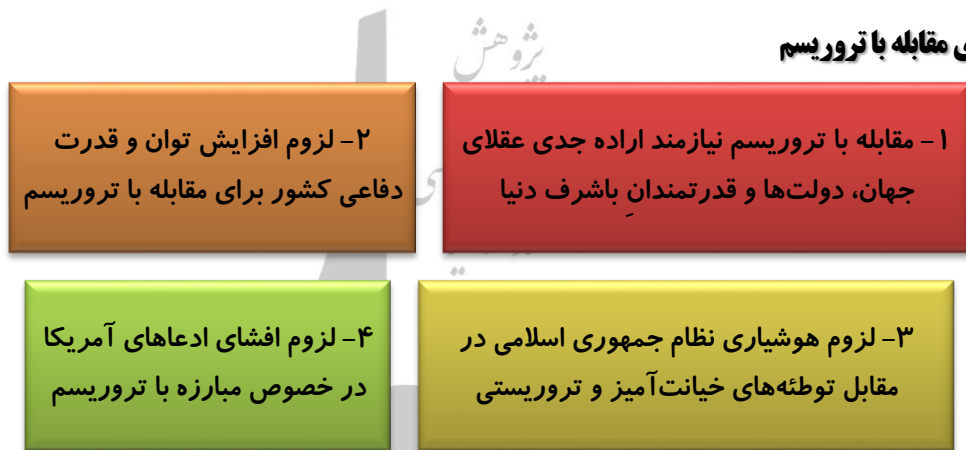 ی مقابله با تروریسم
۱- مقابله با تروریسم نیازمند اراده جدی عقلای
جهان، دولت‌ها و قدرتمندانِ باشرف دنیا
۲- لزوم افزایش توان و قدرت
دفاعی کشور برای مقابله با تروریسم
۳- لزوم هوشیاری نظام جمهوری اسلامی در
مقابل توطئه‌های خیانت‌آمیز و تروریستی
۴- لزوم افشای ادعاهای آمریکا
در خصوص مبارزه با تروریسم
پژوهش